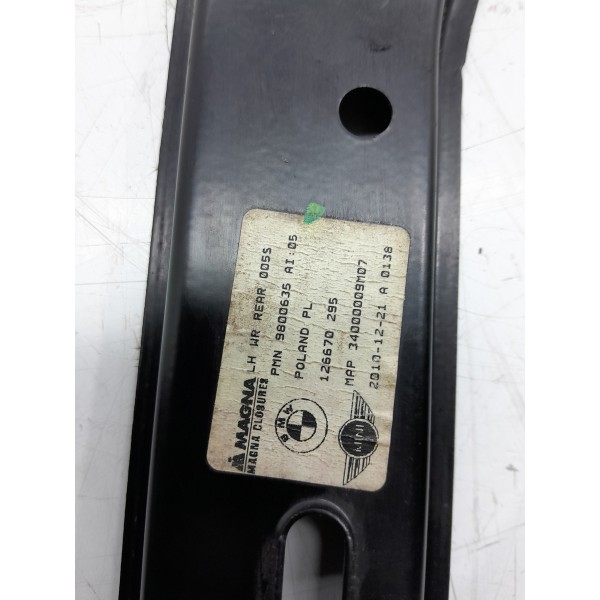 MAGNA LH WR REAR 005S
MAGNA CLOSURES PMN 9800635 AI:05
BMW POLAND PL
126670 295
MAP 34000009M07
MINI 2010-12-21 A 0138